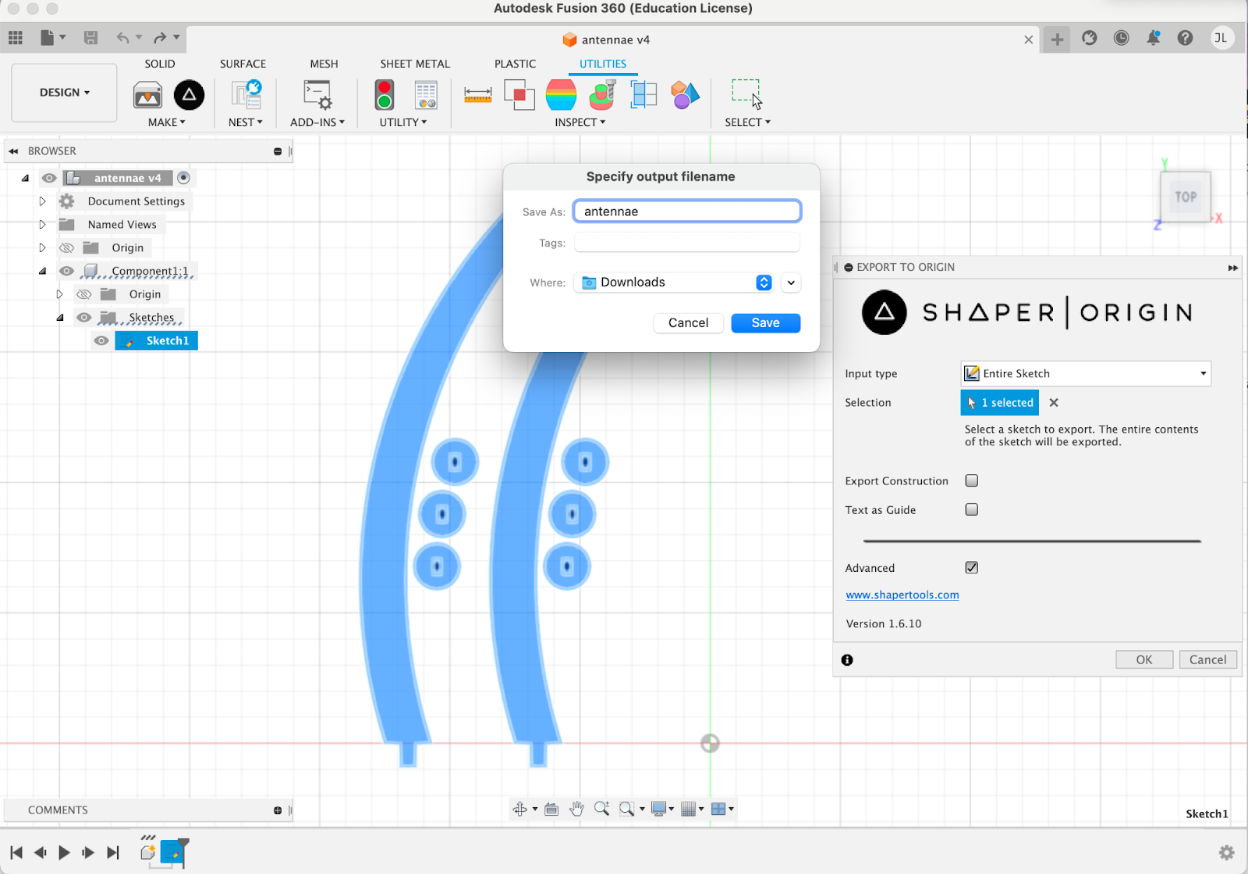 Autodesk Fusion 360 (Education License)
antennae v4
JL
SOLID SURFACE MESH SHEET METAL PLASTIC UTILITIES
DESIGN
MAKE NEST ADD-INS UTILITY INSPECT SELECT
BROWSER
antennae v4
Document Settings
Named Views
Origin
Component1:1
Origin
Sketches
Sketch1
Specify output filename
Save As: antennae
Tags:
Where: Downloads
Cancel Save
Y
TOP
X
Z
EXPORT TO ORIGIN
SHAPER|ORIGIN
Input type Entire Sketch
Selection 1 selected
Select a sketch to export. The entire contents
of the sketch will be exported.
Export Construction
Text as Guide
Advanced
www.shapertools.com
Version 1.6.10
OK Cancel
COMMENTS
Sketch1